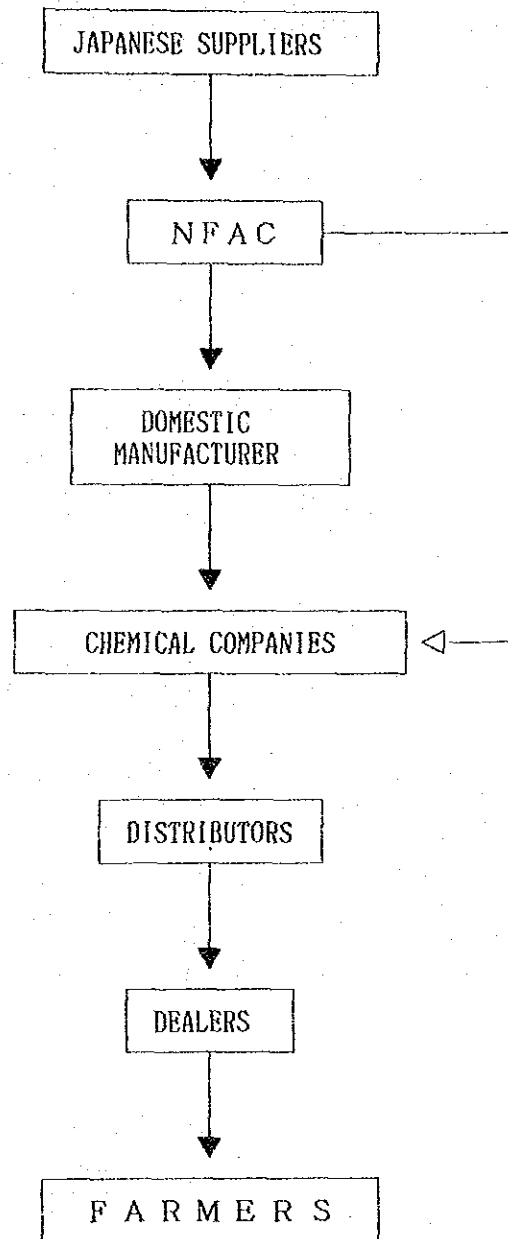 JAPANESE SUPPLIERS
NFAC
DOMESTIC
MANUFACTURER
CHEMICAL COMPANIES
DISTRIBUTORS
DEALERS
FARMERS